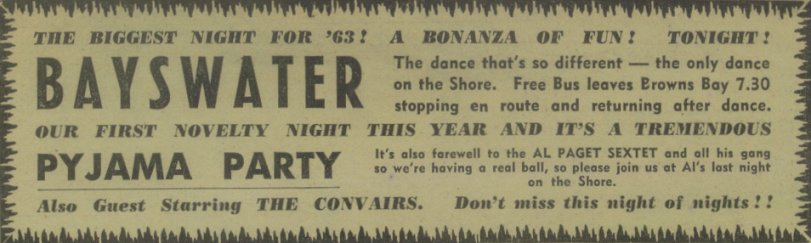 THE BIGGEST NIGHT FOR '63! A BONANZA OF FUN! TONIGHT!
BAYSWATER
The dance that's so different — the only dance
on the Shore. Free Bus leaves Browns Bay 7.30
stopping en route and returning after dance.
OUR FIRST NOVELTY NIGHT THIS YEAR AND IT'S A TREMENDOUS
PYJAMA PARTY
It's also farewell to the AL PAGET SEXTET and all his gang
so we're having a real ball, so please join us at Al's last night
on the Shore.
Also Guest Starring THE CONVAIRS. Don't miss this night of nights!!